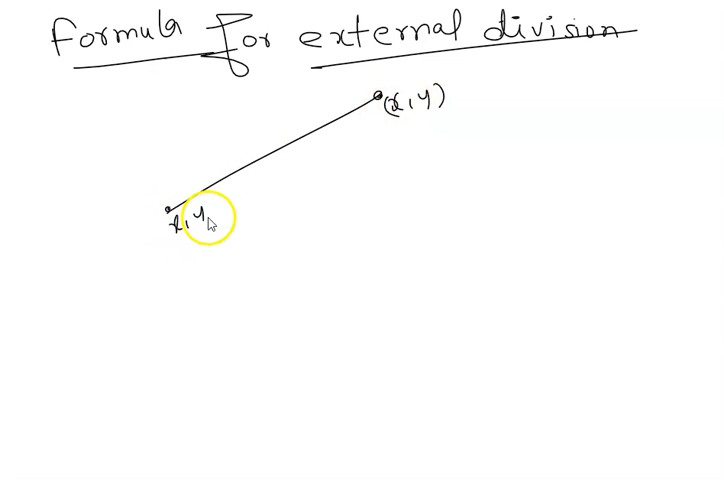 Formula for external division
(x, y)
x, y